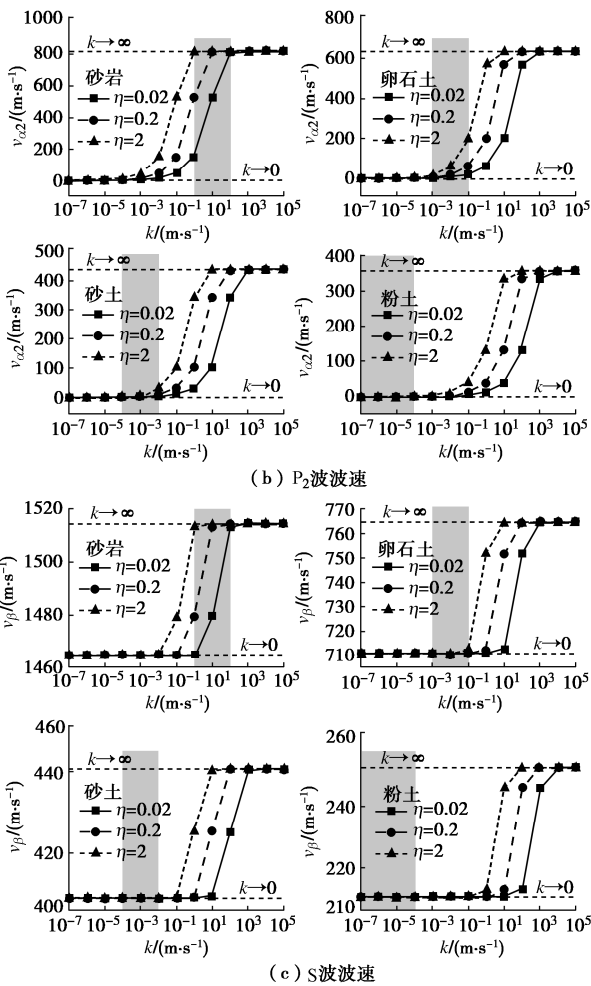 1000
800
600
400
200
0
vα2/(m·s⁻¹)
k→∞
砂岩
η=0.02
η=0.2
η=2
k→0
10⁻⁷ 10⁻⁵ 10⁻³ 10⁻¹ 10¹ 10³ 10⁵
k/(m·s⁻¹)
800
600
400
200
0
vα2/(m·s⁻¹)
k→∞
卵石土
η=0.02
η=0.2
η=2
k→0
10⁻⁷ 10⁻⁵ 10⁻³ 10⁻¹ 10¹ 10³ 10⁵
k/(m·s⁻¹)
500
400
300
200
100
0
vα2/(m·s⁻¹)
k→∞
砂土
η=0.02
η=0.2
η=2
k→0
10⁻⁷ 10⁻⁵ 10⁻³ 10⁻¹ 10¹ 10³ 10⁵
k/(m·s⁻¹)
400
300
200
100
0
vα2/(m·s⁻¹)
k→∞
粉土
η=0.02
η=0.2
η=2
k→0
10⁻⁷ 10⁻⁵ 10⁻³ 10⁻¹ 10¹ 10³ 10⁵
k/(m·s⁻¹)
(b) P₂波波速
1520
1500
1480
1460
vβ/(m·s⁻¹)
k→∞
砂岩
η=0.02
η=0.2
η=2
k→0
10⁻⁷ 10⁻⁵ 10⁻³ 10⁻¹ 10¹ 10³ 10⁵
k/(m·s⁻¹)
770
760
750
740
730
720
710
vβ/(m·s⁻¹)
k→∞
卵石土
η=0.02
η=0.2
η=2
k→0
10⁻⁷ 10⁻⁵ 10⁻³ 10⁻¹ 10¹ 10³ 10⁵
k/(m·s⁻¹)
460
440
420
400
vβ/(m·s⁻¹)
k→∞
砂土
η=0.02
η=0.2
η=2
k→0
10⁻⁷ 10⁻⁵ 10⁻³ 10⁻¹ 10¹ 10³ 10⁵
k/(m·s⁻¹)
260
240
220
210
vβ/(m·s⁻¹)
k→∞
粉土
η=0.02
η=0.2
η=2
k→0
10⁻⁷ 10⁻⁵ 10⁻³ 10⁻¹ 10¹ 10³ 10⁵
k/(m·s⁻¹)
(c) S波波速